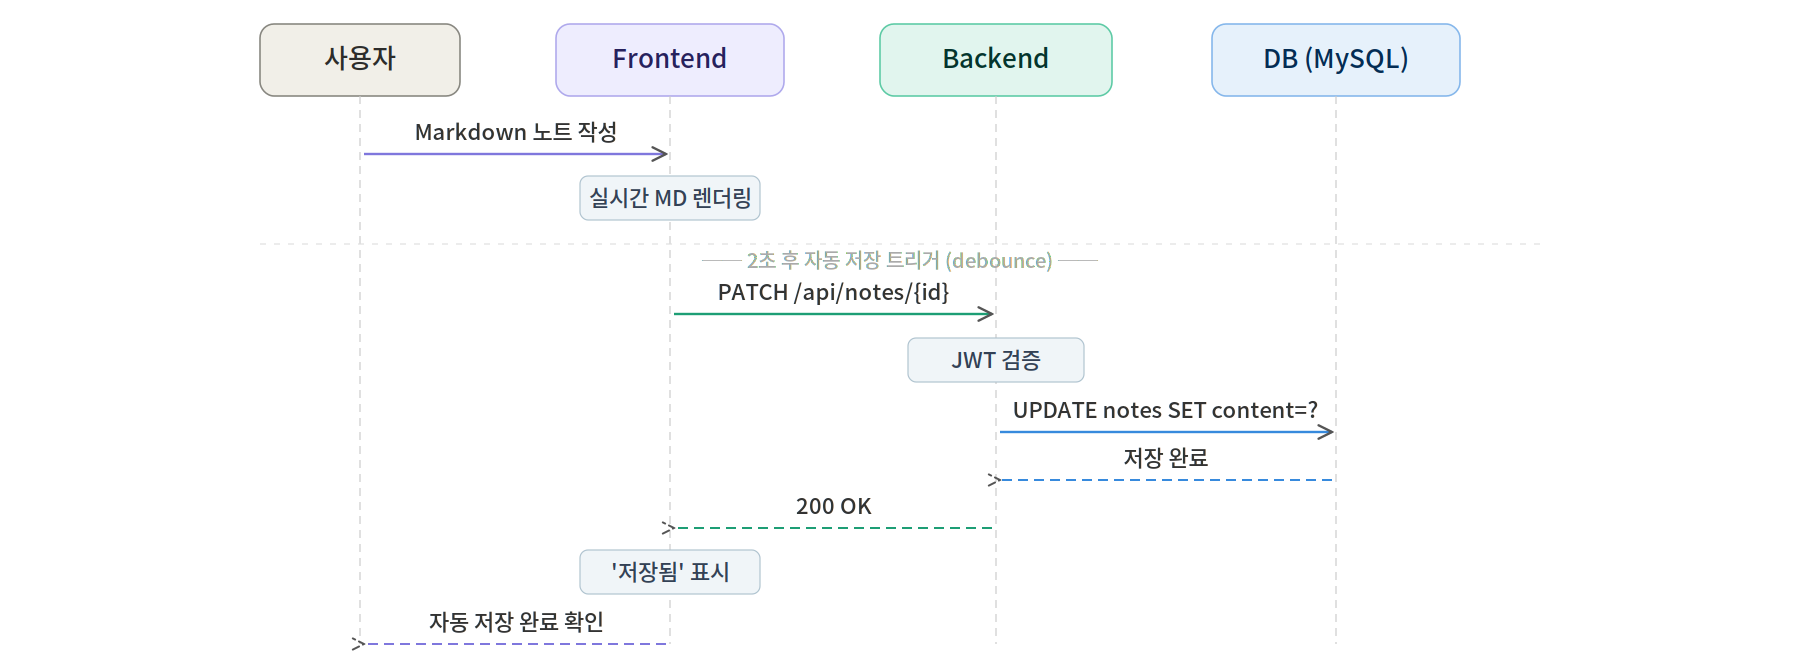 사용자
Frontend
Backend
DB (MySQL)
Markdown 노트 작성
실시간 MD 렌더링
2초 후 자동 저장 트리거 (debounce)
PATCH /api/notes/{id}
JWT 검증
UPDATE notes SET content=?
저장 완료
200 OK
'저장됨' 표시
자동 저장 완료 확인